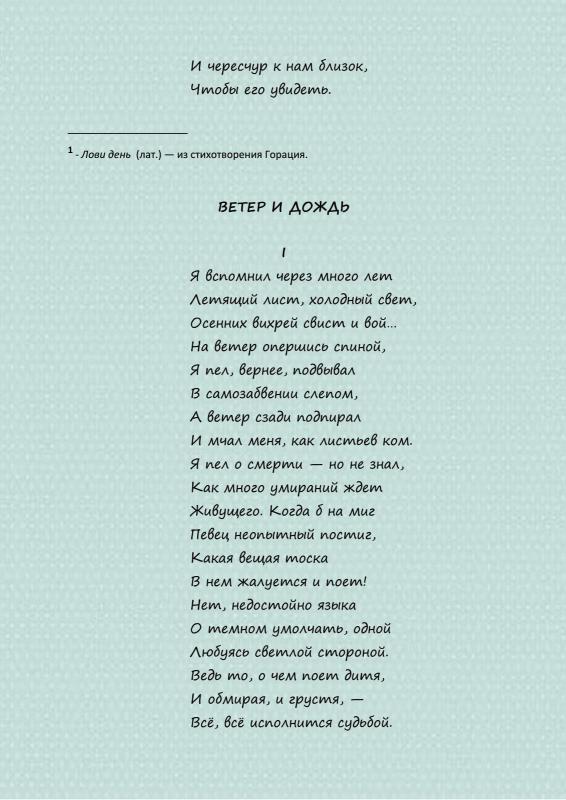 И чересчур к нам близок,
Чтобы его увидеть.
1 - Лови день (лат.) — из стихотворения Горация.
ВЕТЕР И ДОЖДЬ
I
Я вспомнил через много лет
Летящий лист, холодный свет,
Осенних вихрей свист и вой...
На ветер опершись спиной,
Я пел, вернее, подвывал
В самозабвении слепом,
А ветер сзади подпирал
И мчал меня, как листьев ком.
Я пел о смерти — но не знал,
Как много умираний ждет
Живущего. Когда б на миг
Певец неопытный постиг,
Какая вещая тоска
В нем жалуется и поет!
Нет, недостойно языка
О темном умолчать, одной
Любуясь светлой стороной.
Ведь то, о чем поет дитя,
И обмирая, и грустя, —
Всё, всё исполнится судьбой.